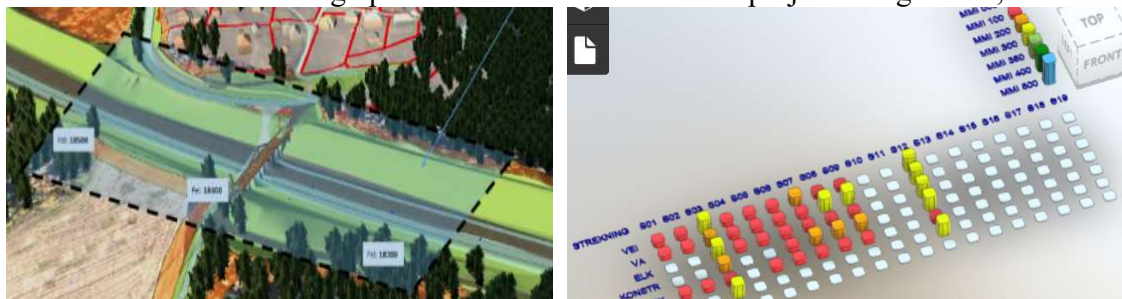 Pel: 18500
Pel: 18400
Pel: 18300
MMI 100
MMI 200
MMI 300
MMI 350
MMI 400
MMI 500
TOP
FRONT
STREKNING S01 S02 S03 S04 S05 S06 S07 S08 S09 S10 S11 S12 S13 S14 S15 S16 S17 S18 S19
VEI
VA
ELK
KONSTR